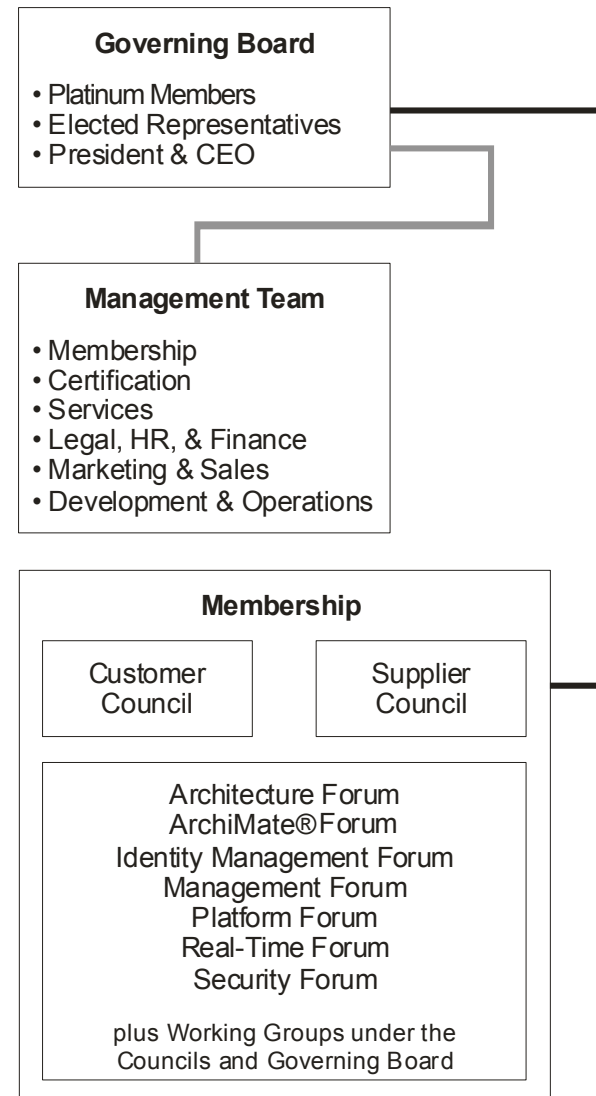 Governing Board
• Platinum Members
• Elected Representatives
• President & CEO
Management Team
• Membership
• Certification
• Services
• Legal, HR, & Finance
• Marketing & Sales
• Development & Operations
Membership
Customer
Council
Supplier
Council
Architecture Forum
ArchiMate® Forum
Identity Management Forum
Management Forum
Platform Forum
Real-Time Forum
Security Forum
plus Working Groups under the
Councils and Governing Board